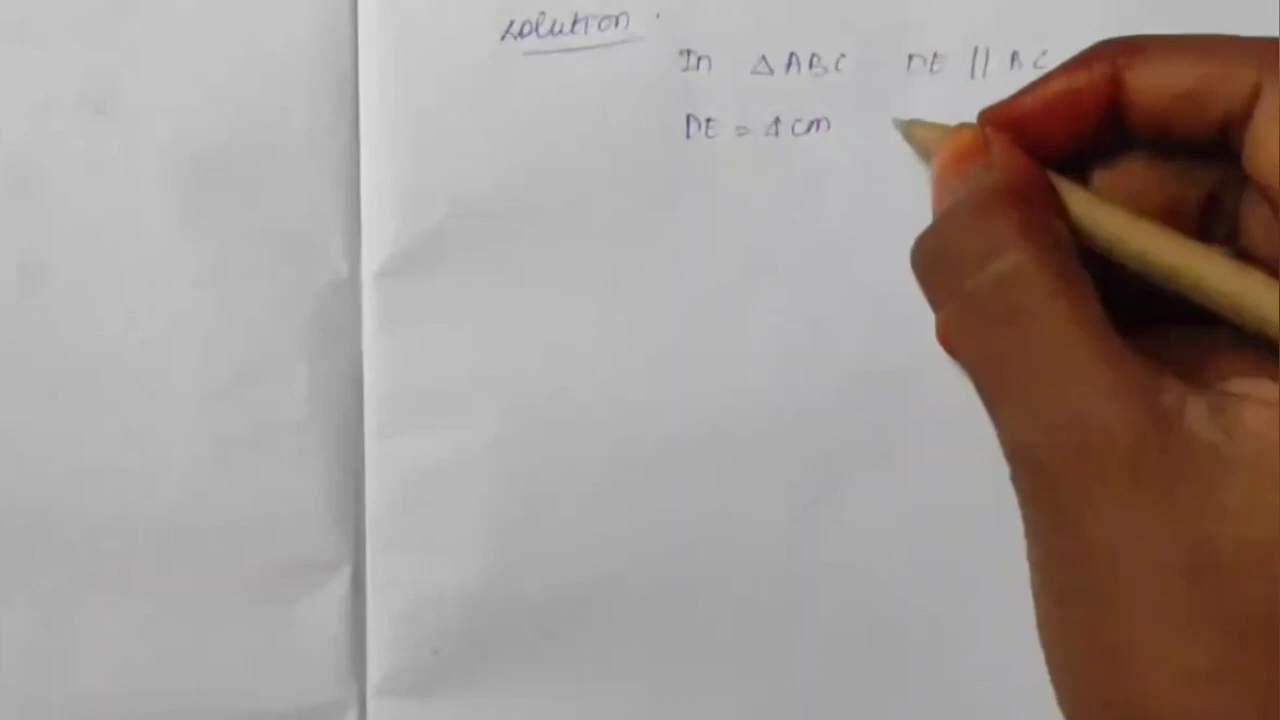 Solution.
In △ABC DE || BC
DE = 4 cm